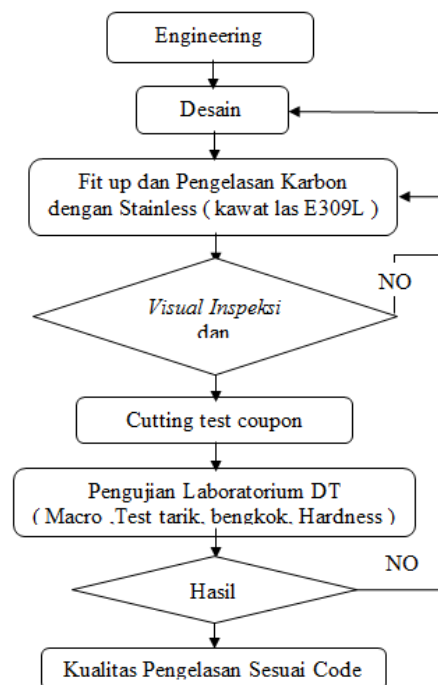 Engineering
Desain
Fit up dan Pengelasan Karbon
dengan Stainless ( kawat las E309L )
NO
Visual Inspeksi
dan
Cutting test coupon
Pengujian Laboratorium DT
( Macro ,Test tarik, bengkok, Hardness )
NO
Hasil
Kualitas Pengelasan Sesuai Code